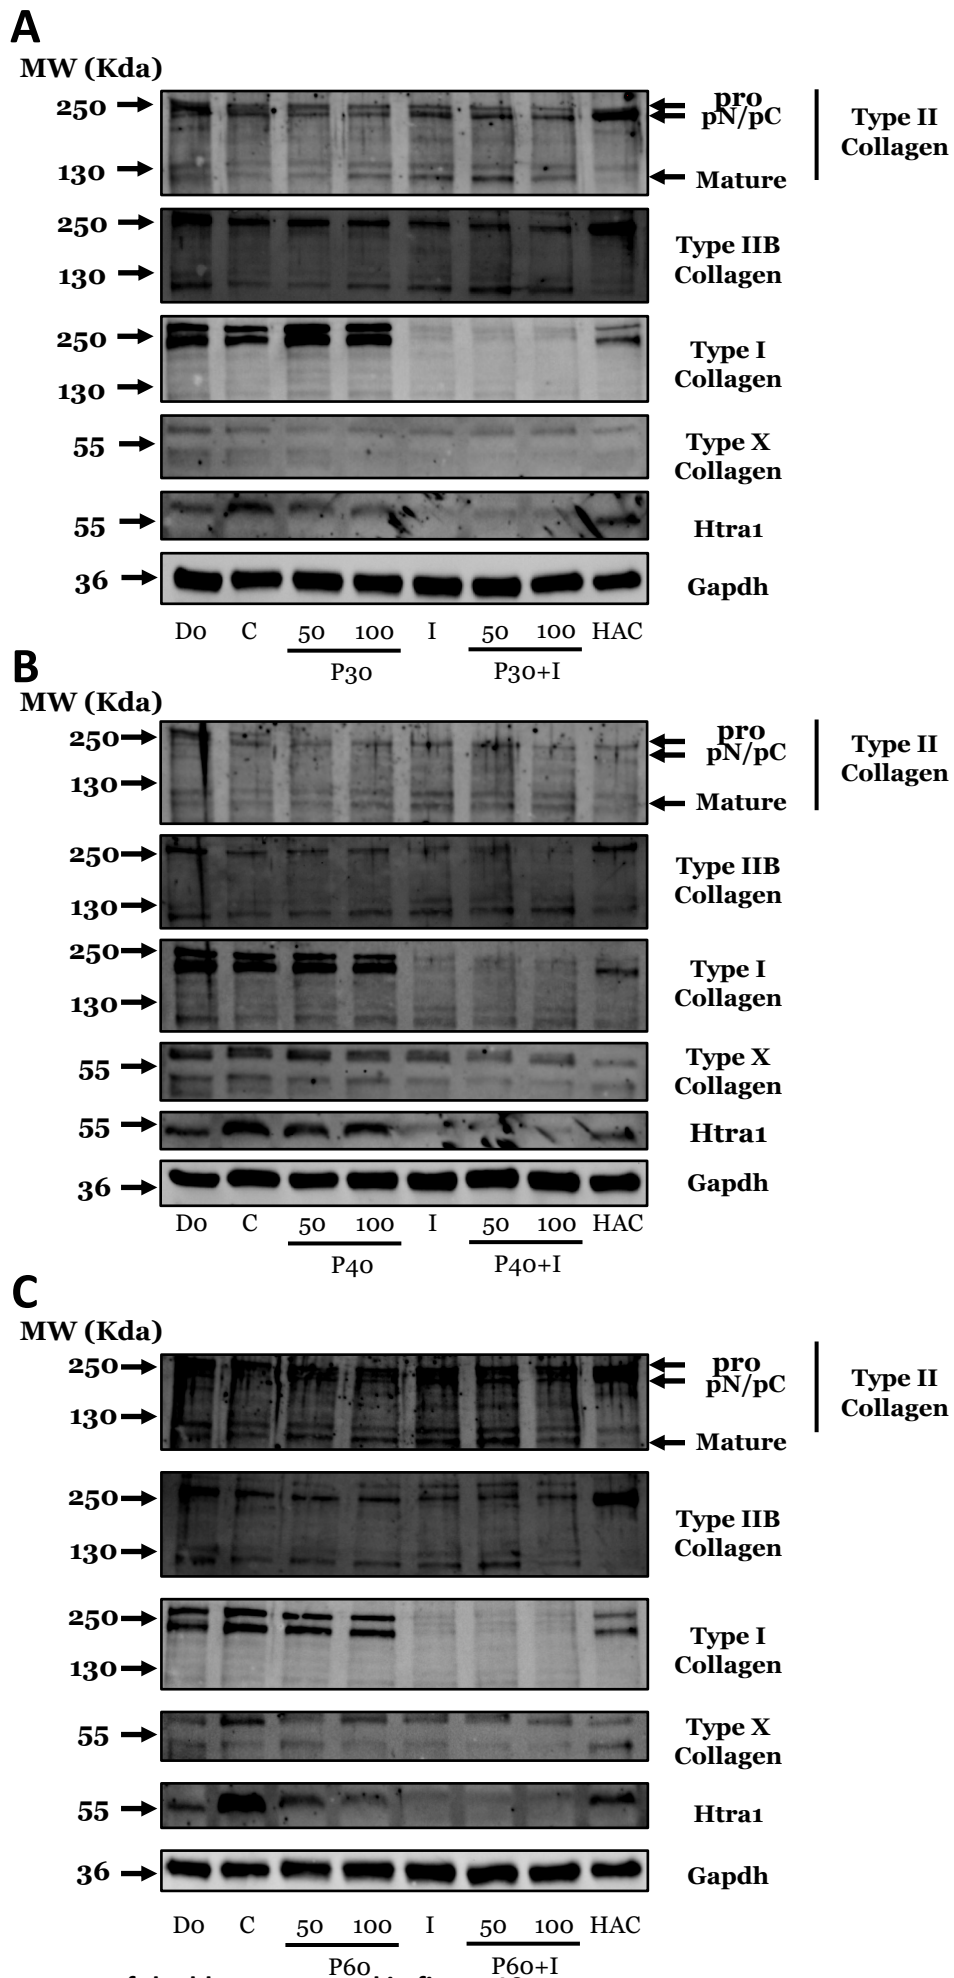 A
MW (Kda)
250
pro
pN/pC
Type II
Collagen
130
Mature
250
Type IIB
Collagen
130
250
Type I
Collagen
130
55
Type X
Collagen
55
Htra1
36
Gapdh
D0 C 50 100 I 50 100 HAC
P30 P30+I
B
MW (Kda)
250
pro
pN/pC
Type II
Collagen
130
Mature
250
Type IIB
Collagen
130
250
Type I
Collagen
130
55
Type X
Collagen
55
Htra1
36
Gapdh
D0 C 50 100 I 50 100 HAC
P40 P40+I
C
MW (Kda)
250
pro
pN/pC
Type II
Collagen
130
Mature
250
Type IIB
Collagen
130
250
Type I
Collagen
130
55
Type X
Collagen
55
Htra1
36
Gapdh
D0 C 50 100 I 50 100 HAC
P60 P60+I